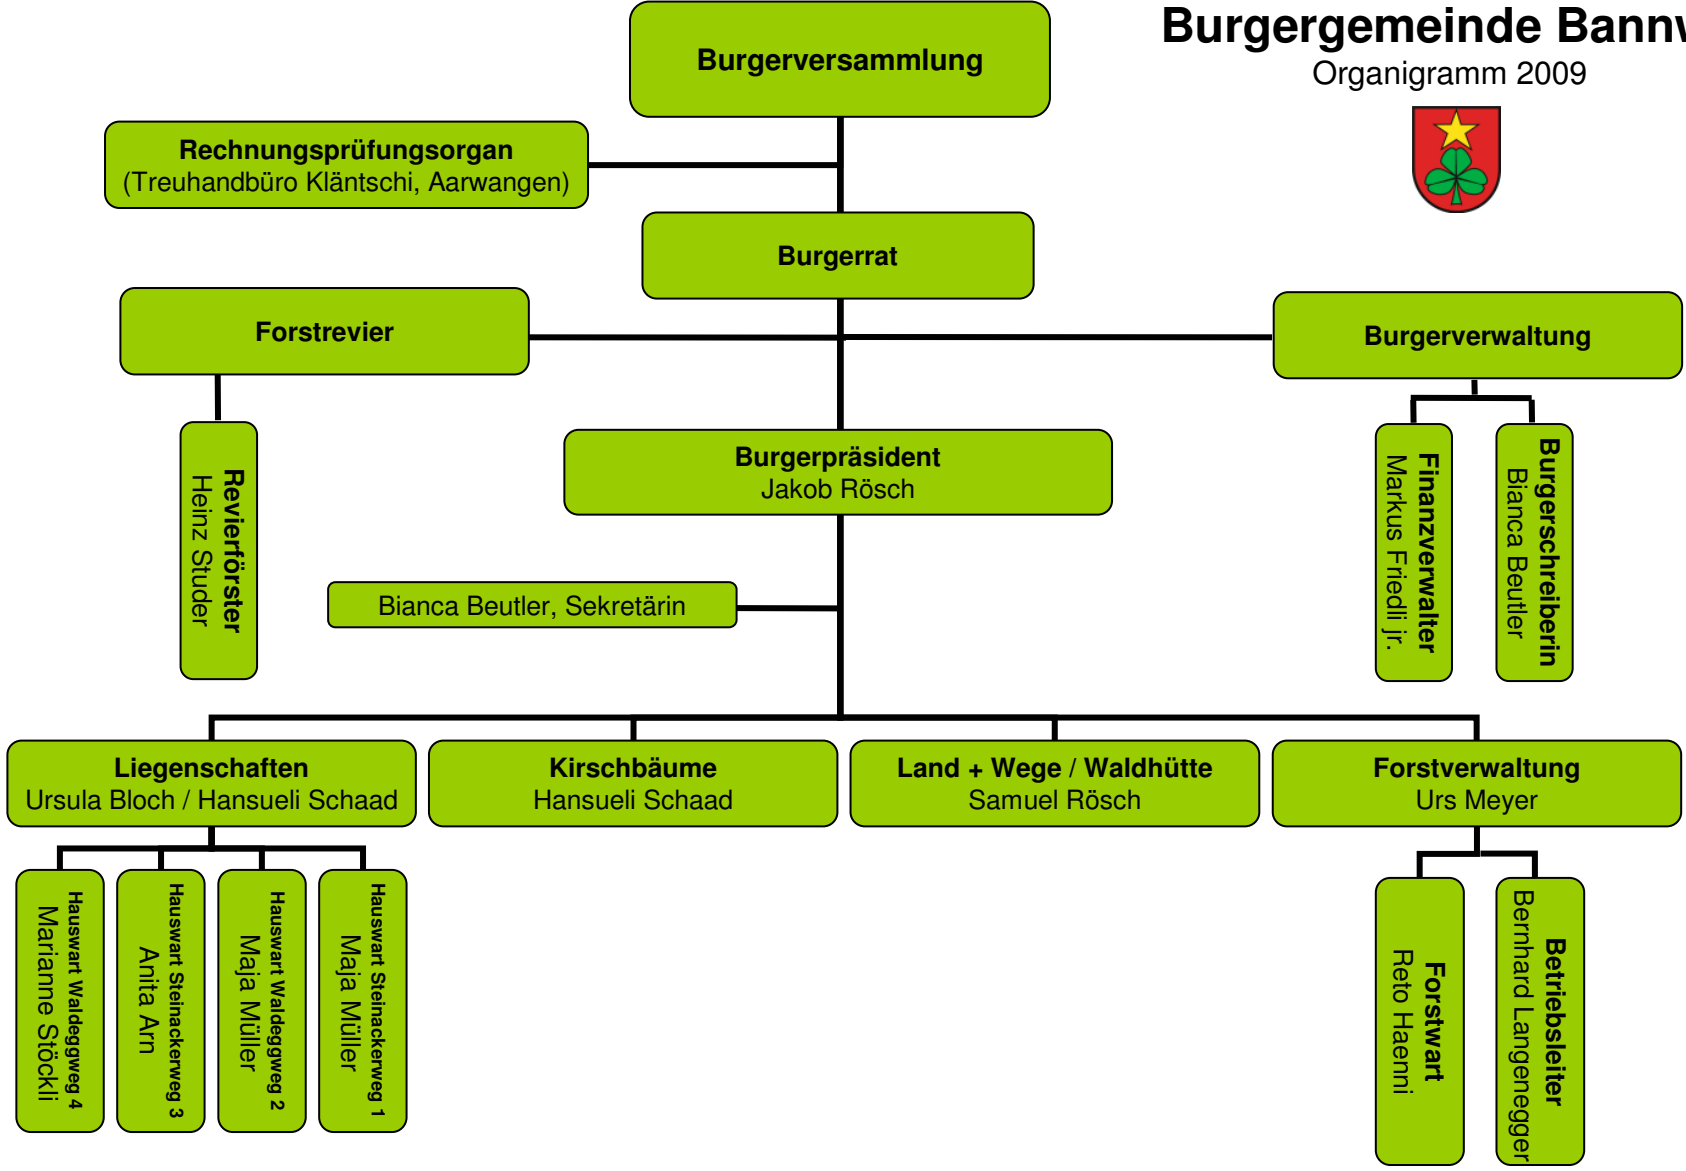 Burgergemeinde Bannw
Organigramm 2009
Burgerversammlung
Rechnungsprüfungsorgan
(Treuhandbüro Kläntschi, Aarwangen)
Burgerrat
Forstrevier
Burgerverwaltung
Revierförster
Heinz Studer
Burgerpräsident
Jakob Rösch
Finanzverwalter
Markus Friedli jr.
Burgerschreiberin
Bianca Beutler
Bianca Beutler, Sekretärin
Liegenschaften
Ursula Bloch / Hansueli Schaad
Kirschbäume
Hansueli Schaad
Land + Wege / Waldhütte
Samuel Rösch
Forstverwaltung
Urs Meyer
Hauswart Waldeggweg 4
Marianne Stöckli
Hauswart Steinackerweg 3
Anita Arn
Hauswart Waldeggweg 2
Maja Müller
Hauswart Steinackerweg 1
Maja Müller
Forstwart
Reto Haenni
Betriebsleiter
Bernhard Langenegger